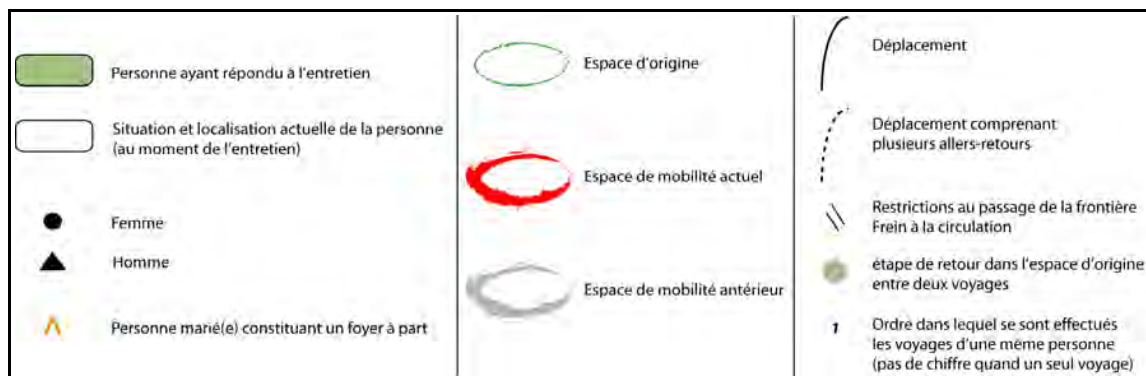 Personne ayant répondu à l'entretien
Situation et localisation actuelle de la personne
(au moment de l'entretien)
Femme
Homme
Personne marié(e) constituant un foyer à part
Espace d'origine
Espace de mobilité actuel
Espace de mobilité antérieur
Déplacement
Déplacement comprenant
plusieurs allers-retours
Restrictions au passage de la frontière
Frein à la circulation
étape de retour dans l'espace d'origine
entre deux voyages
1
Ordre dans lequel se sont effectués
les voyages d'une même personne
(pas de chiffre quand un seul voyage)